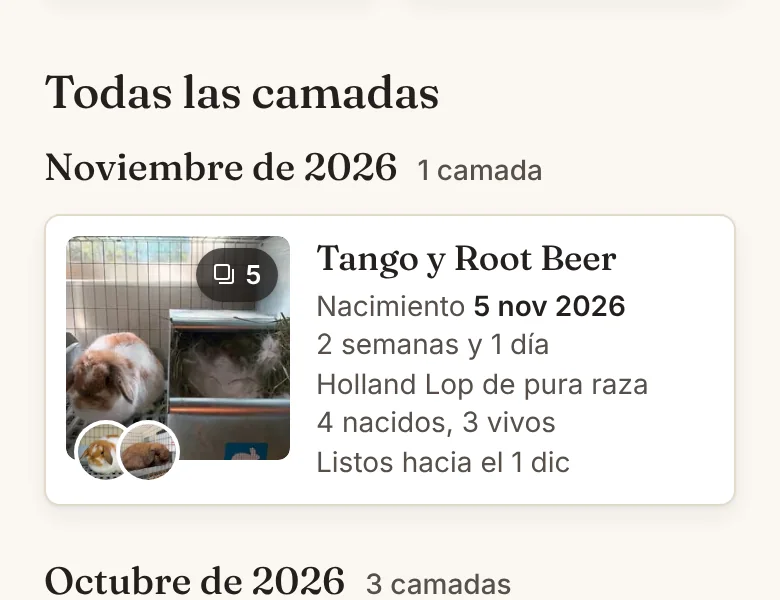 Todas las camadas
Noviembre de 2026 1 camada
5
Tango y Root Beer
Nacimiento 5 nov 2026
2 semanas y 1 día
Holland Lop de pura raza
4 nacidos, 3 vivos
Listos hacia el 1 dic
Octubre de 2026 3 camadas